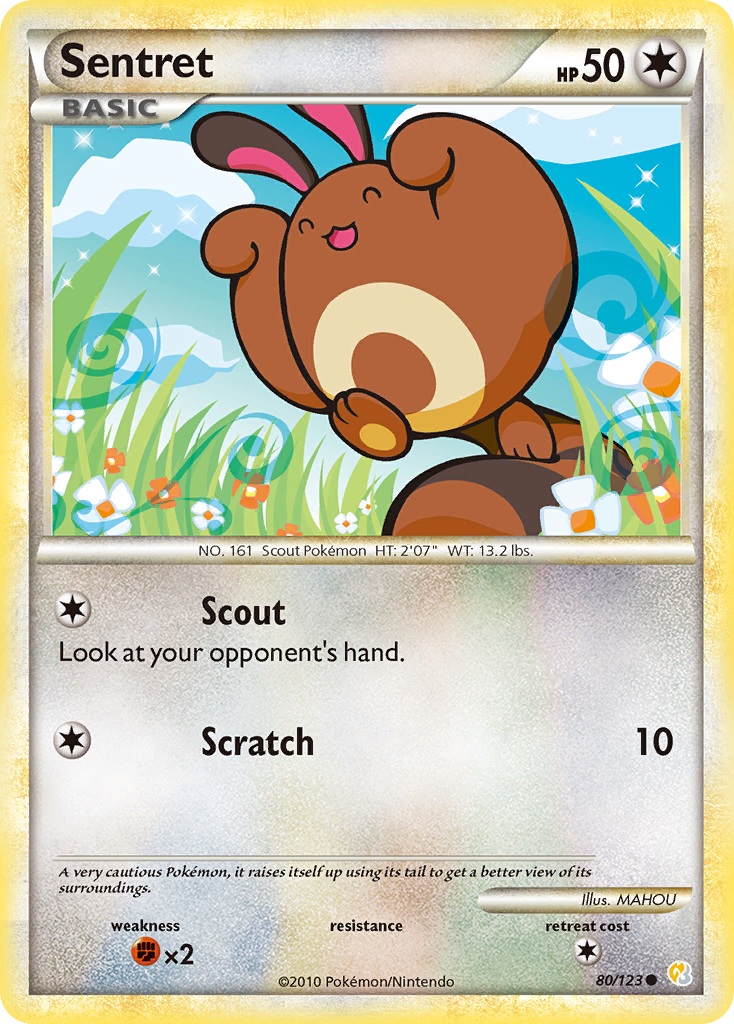 Sentret
HP 50
BASIC
NO. 161 Scout Pokémon HT: 2'07" WT: 13.2 lbs.
Scout
Look at your opponent's hand.
Scratch 10
A very cautious Pokémon, it raises itself up using its tail to get a better view of its
surroundings.
Illus. MAHOU
weakness resistance retreat cost
×2
©2010 Pokémon/Nintendo 80/123